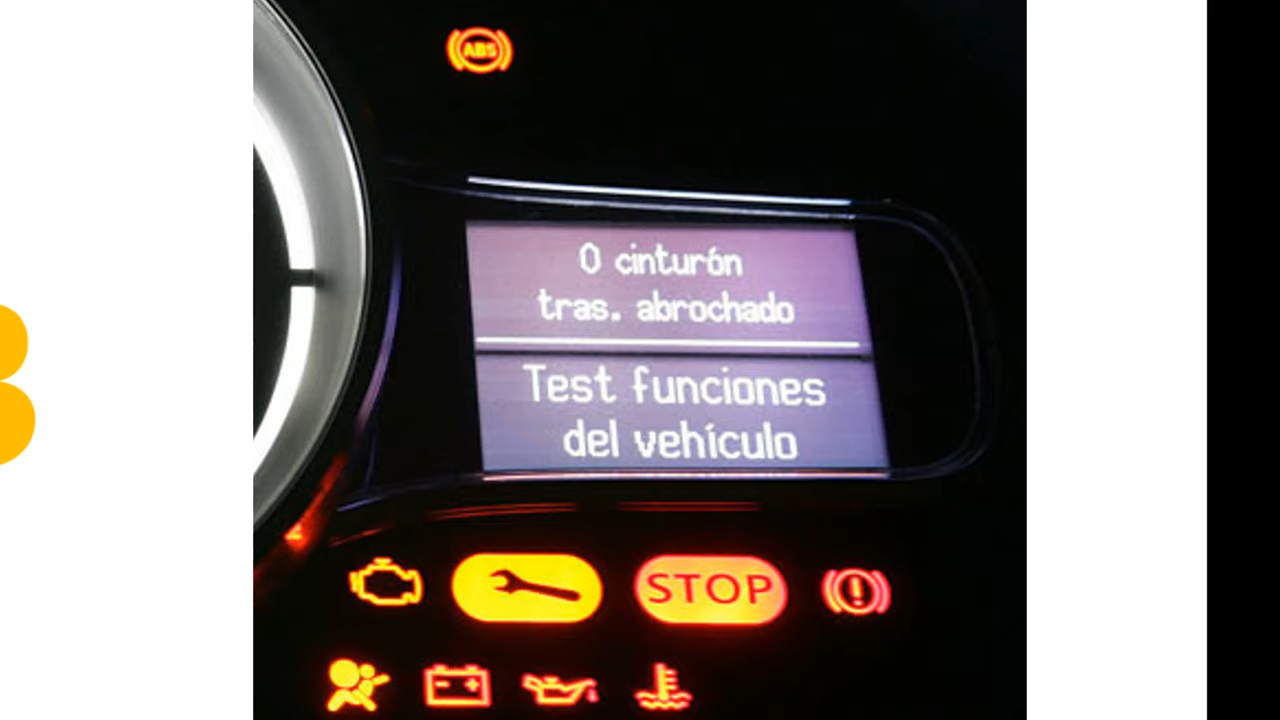 ABS
0 cinturón
tras. abrochado
Test funciones
del vehículo
STOP